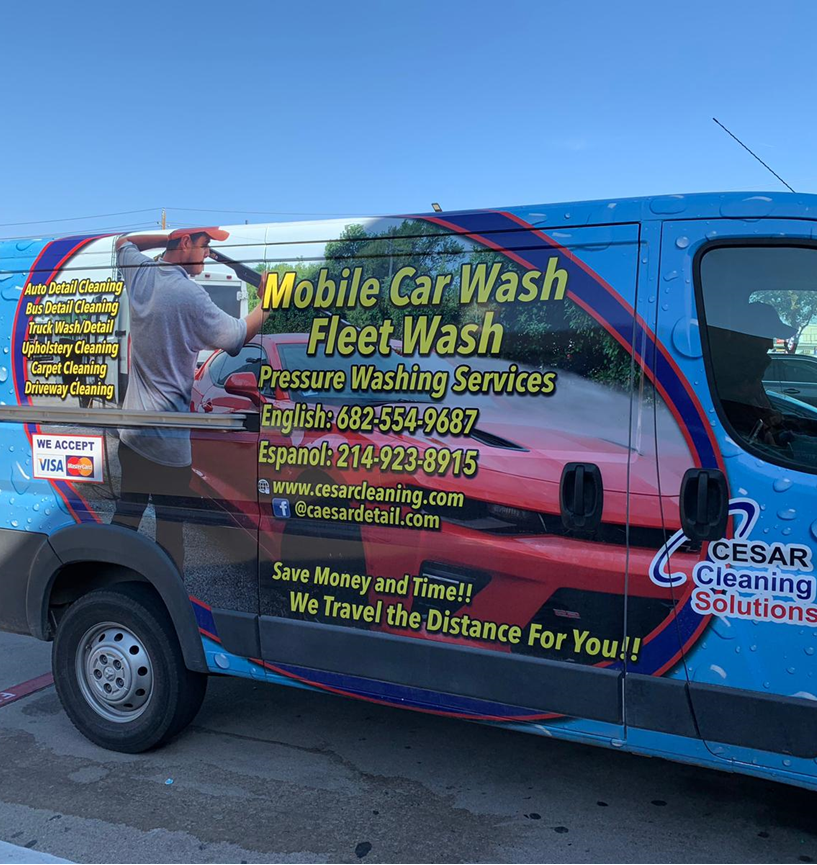 Auto Detail Cleaning
Bus Detail Cleaning
Truck Wash/Detail
Upholstery Cleaning
Carpet Cleaning
Driveway Cleaning
WE ACCEPT
VISA MasterCard
Mobile Car Wash
Fleet Wash
Pressure Washing Services
English: 682-554-9687
Espanol: 214-923-8915
www.cesarcleaning.com
f @caesardetail.com
Save Money and Time!!
We Travel the Distance For You!!
CESAR
Cleaning
Solutions